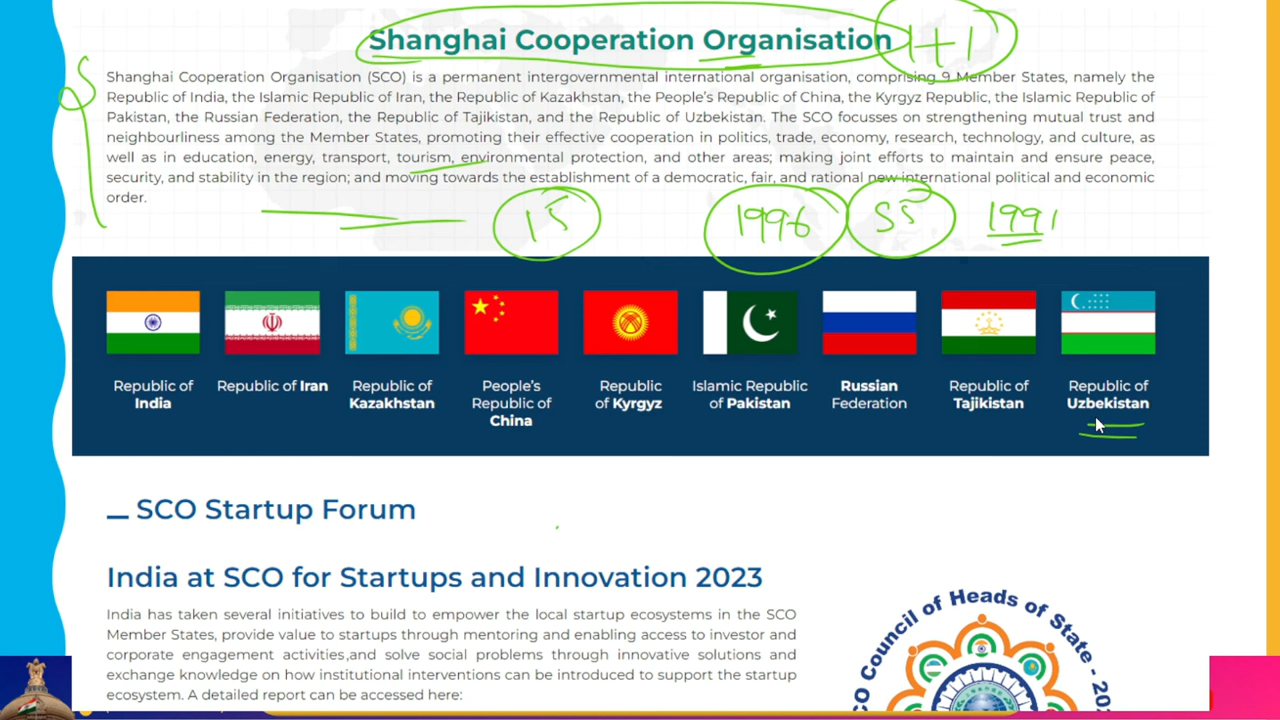 Shanghai Cooperation Organisation 1+1
Shanghai Cooperation Organisation (SCO) is a permanent intergovernmental international organisation, comprising 9 Member States, namely the
Republic of India, the Islamic Republic of Iran, the Republic of Kazakhstan, the People's Republic of China, the Kyrgyz Republic, the Islamic Republic of
Pakistan, the Russian Federation, the Republic of Tajikistan, and the Republic of Uzbekistan. The SCO focusses on strengthening mutual trust and
neighbourliness among the Member States, promoting their effective cooperation in politics, trade, economy, research, technology, and culture, as
well as in education, energy, transport, tourism, environmental protection, and other areas; making joint efforts to maintain and ensure peace,
security, and stability in the region; and moving towards the establishment of a democratic, fair, and rational new international political and economic
order.
15 1996 S5 1991
Republic of
India
Republic of Iran
Republic of
Kazakhstan
People's
Republic of
China
Republic
of Kyrgyz
Islamic Republic
of Pakistan
Russian
Federation
Republic of
Tajikistan
Republic of
Uzbekistan
SCO Startup Forum
India at SCO for Startups and Innovation 2023
India has taken several initiatives to build to empower the local startup ecosystems in the SCO
Member States, provide value to startups through mentoring and enabling access to investor and
corporate engagement activities,and solve social problems through innovative solutions and
exchange knowledge on how institutional interventions can be introduced to support the startup
ecosystem. A detailed report can be accessed here:
SCO Council of Heads of State - 202